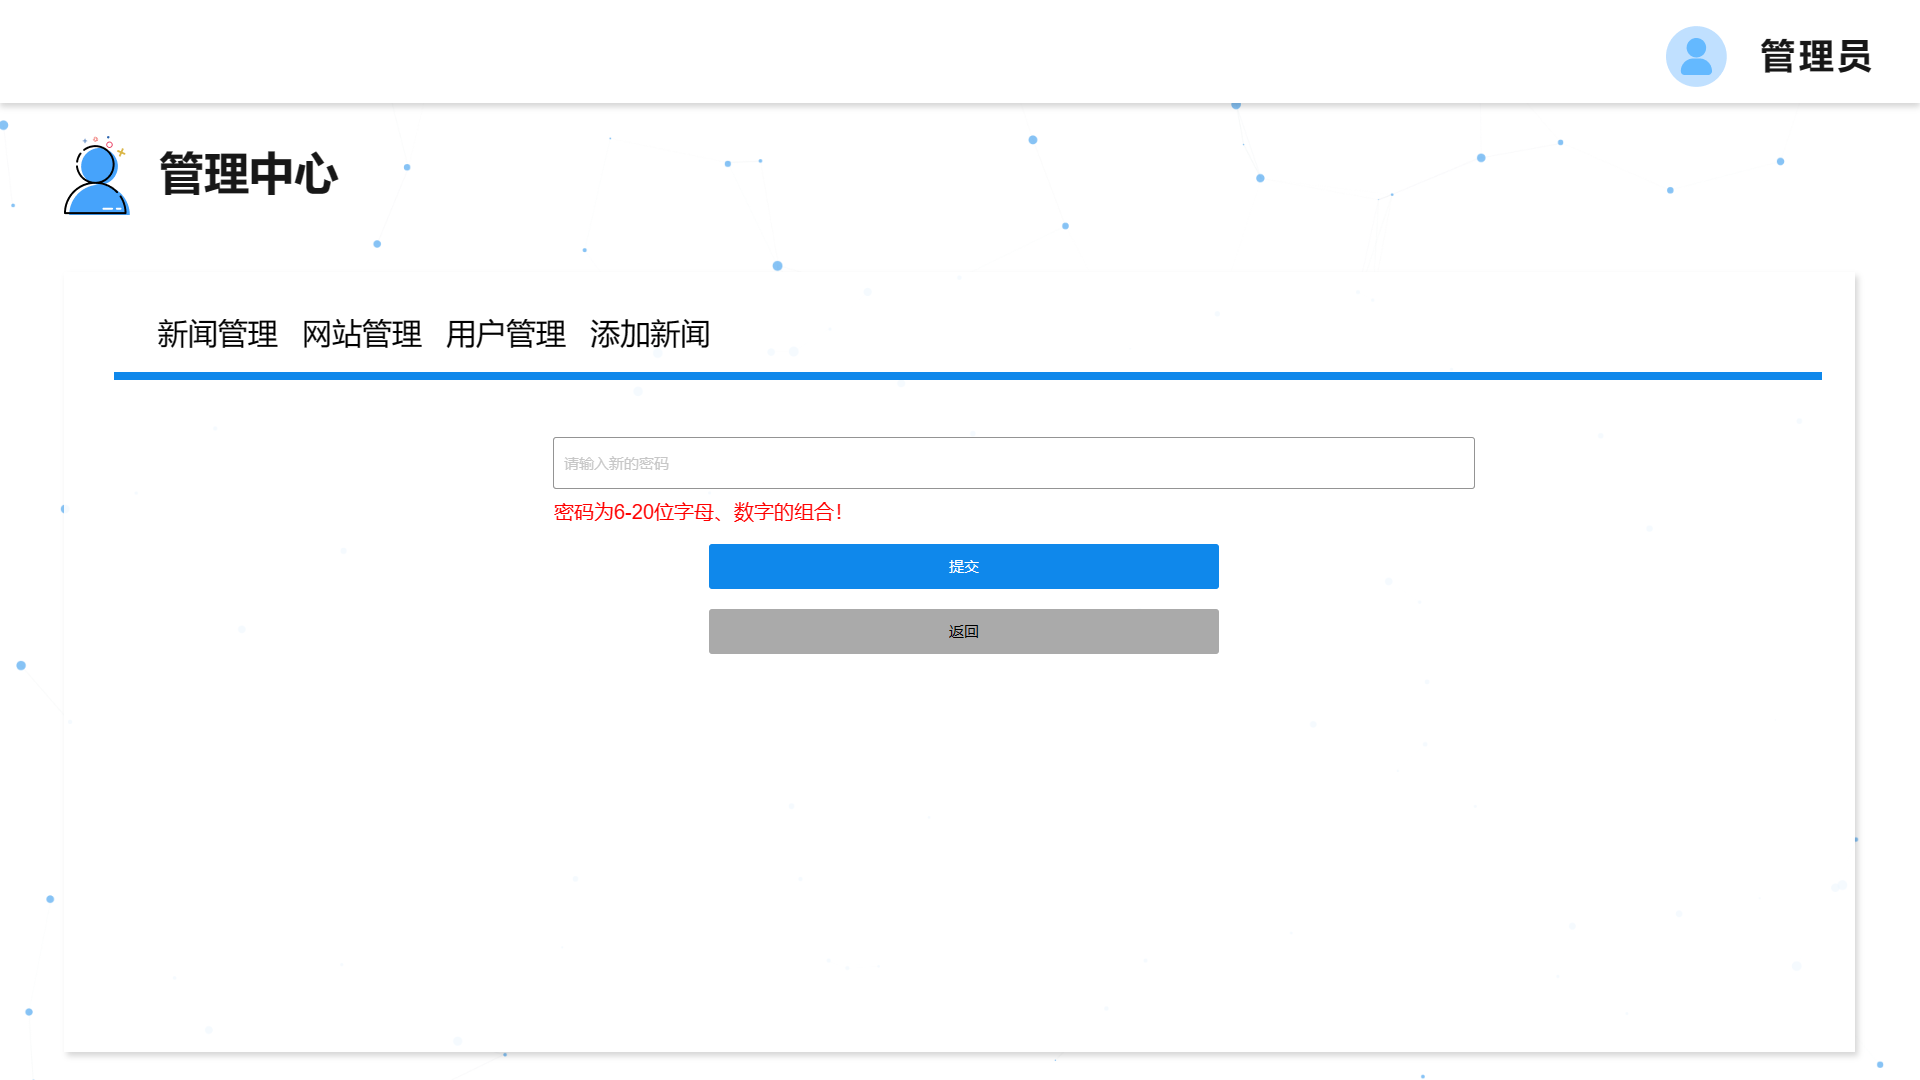 管理员
管理中心
新闻管理 网站管理 用户管理 添加新闻
请输入新的密码
密码为6-20位字母、数字的组合！
提交
返回